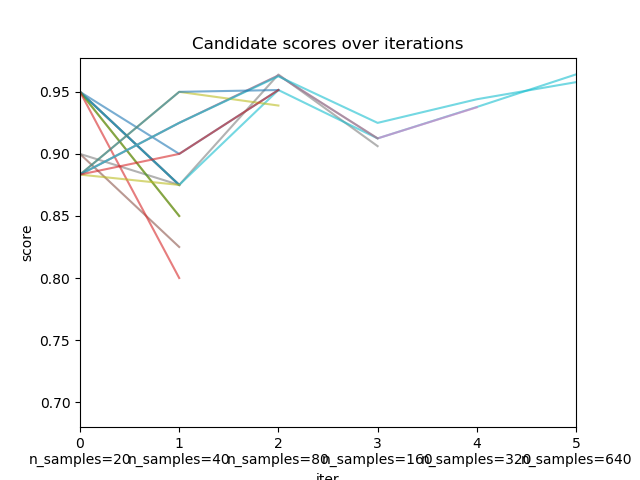 Candidate scores over iterations
score
0.95
0.90
0.85
0.80
0.75
0.70
0 1 2 3 4 5
n_samples=20 n_samples=40 n_samples=80 n_samples=160 n_samples=320 n_samples=640
iter